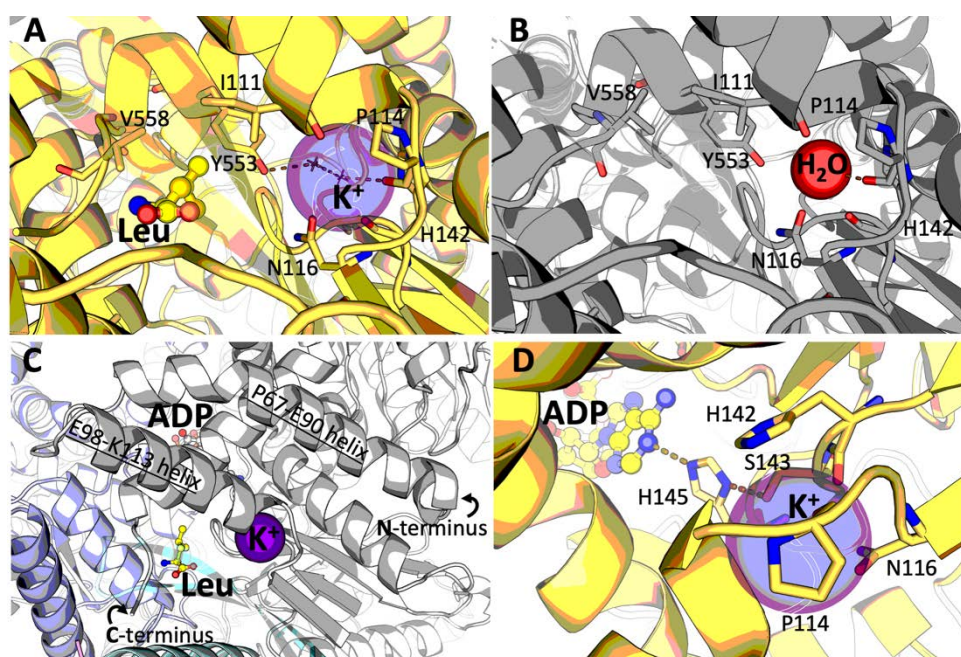 A
I111
V558
P114
Y553
K⁺
Leu
H142
N116
B
I111
V558
P114
Y553
H₂O
H142
N116
C
ADP
P67-E90 helix
E98-K113 helix
K⁺
N-terminus
Leu
C-terminus
D
ADP
H142
S143
H145
K⁺
N116
P114